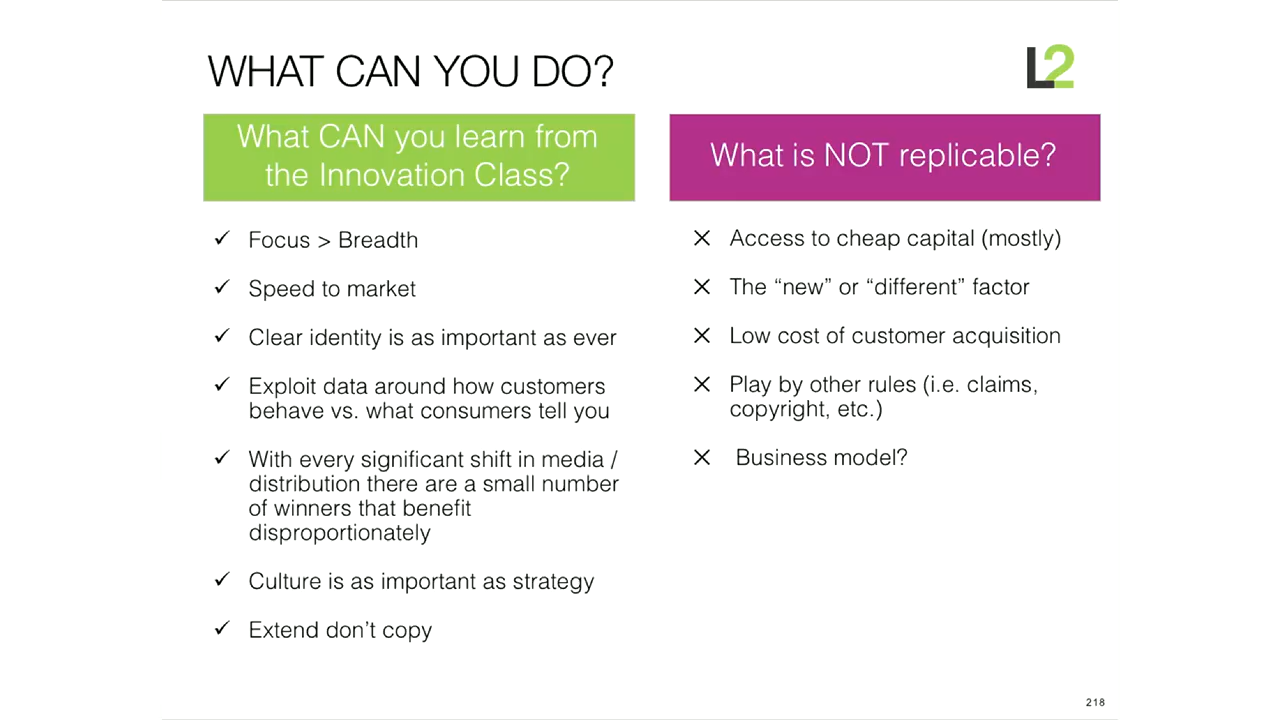 WHAT CAN YOU DO?
L2
What CAN you learn from
the Innovation Class?
✓ Focus > Breadth
✓ Speed to market
✓ Clear identity is as important as ever
✓ Exploit data around how customers
behave vs. what consumers tell you
✓ With every significant shift in media /
distribution there are a small number
of winners that benefit
disproportionately
✓ Culture is as important as strategy
✓ Extend don’t copy
What is NOT replicable?
✕ Access to cheap capital (mostly)
✕ The “new” or “different” factor
✕ Low cost of customer acquisition
✕ Play by other rules (i.e. claims,
copyright, etc.)
✕ Business model?
218